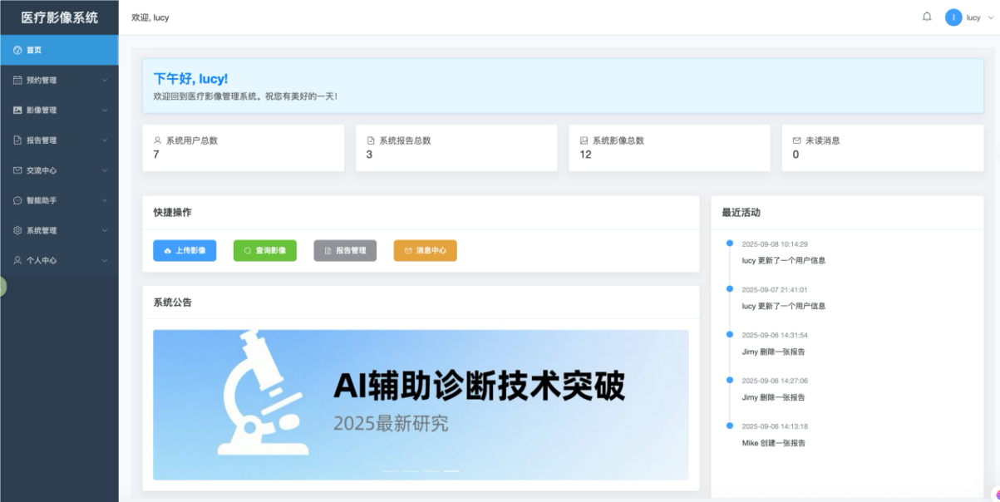 医疗影像系统
欢迎, lucy
l
lucy
首页
预约管理
影像管理
报告管理
交流中心
智能助手
系统管理
个人中心
下午好, lucy!
欢迎回到医疗影像管理系统。祝您有美好的一天!
系统用户总数
7
系统报告总数
3
系统影像总数
12
未读消息
0
快捷操作
上传影像
查询影像
报告管理
消息中心
系统公告
AI辅助诊断技术突破
2025最新研究
最近活动
2025-09-08 10:14:29
lucy 更新了一个用户信息
2025-09-07 21:41:01
lucy 更新了一个用户信息
2025-09-06 14:31:54
Jimy 删除一张报告
2025-09-06 14:27:06
Jimy 删除一张报告
2025-09-06 14:13:18
Mike 创建一张报告